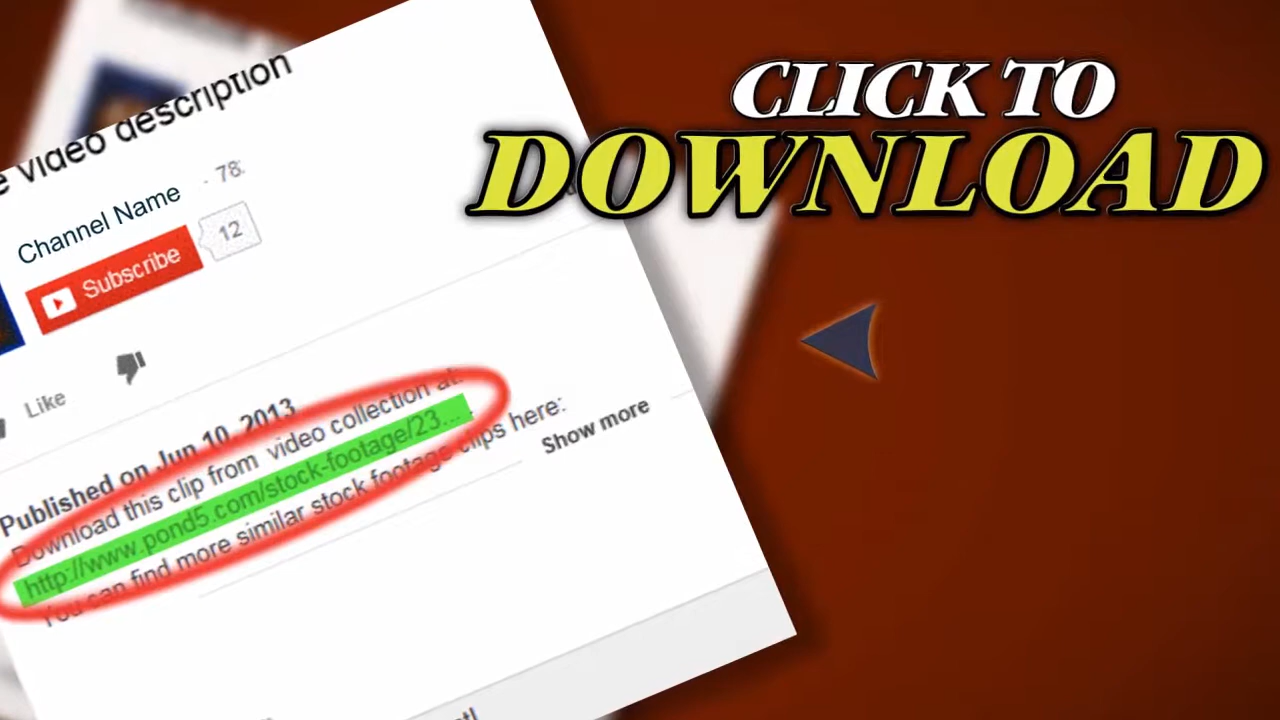 CLICK TO
DOWNLOAD
video description
Channel Name
Subscribe
12
Like
Published on Jun 10, 2013
Download this clip from video collection at:
http://www.pond5.com/stock-footage/23...
You can find more similar stock footage clips here:
Show more